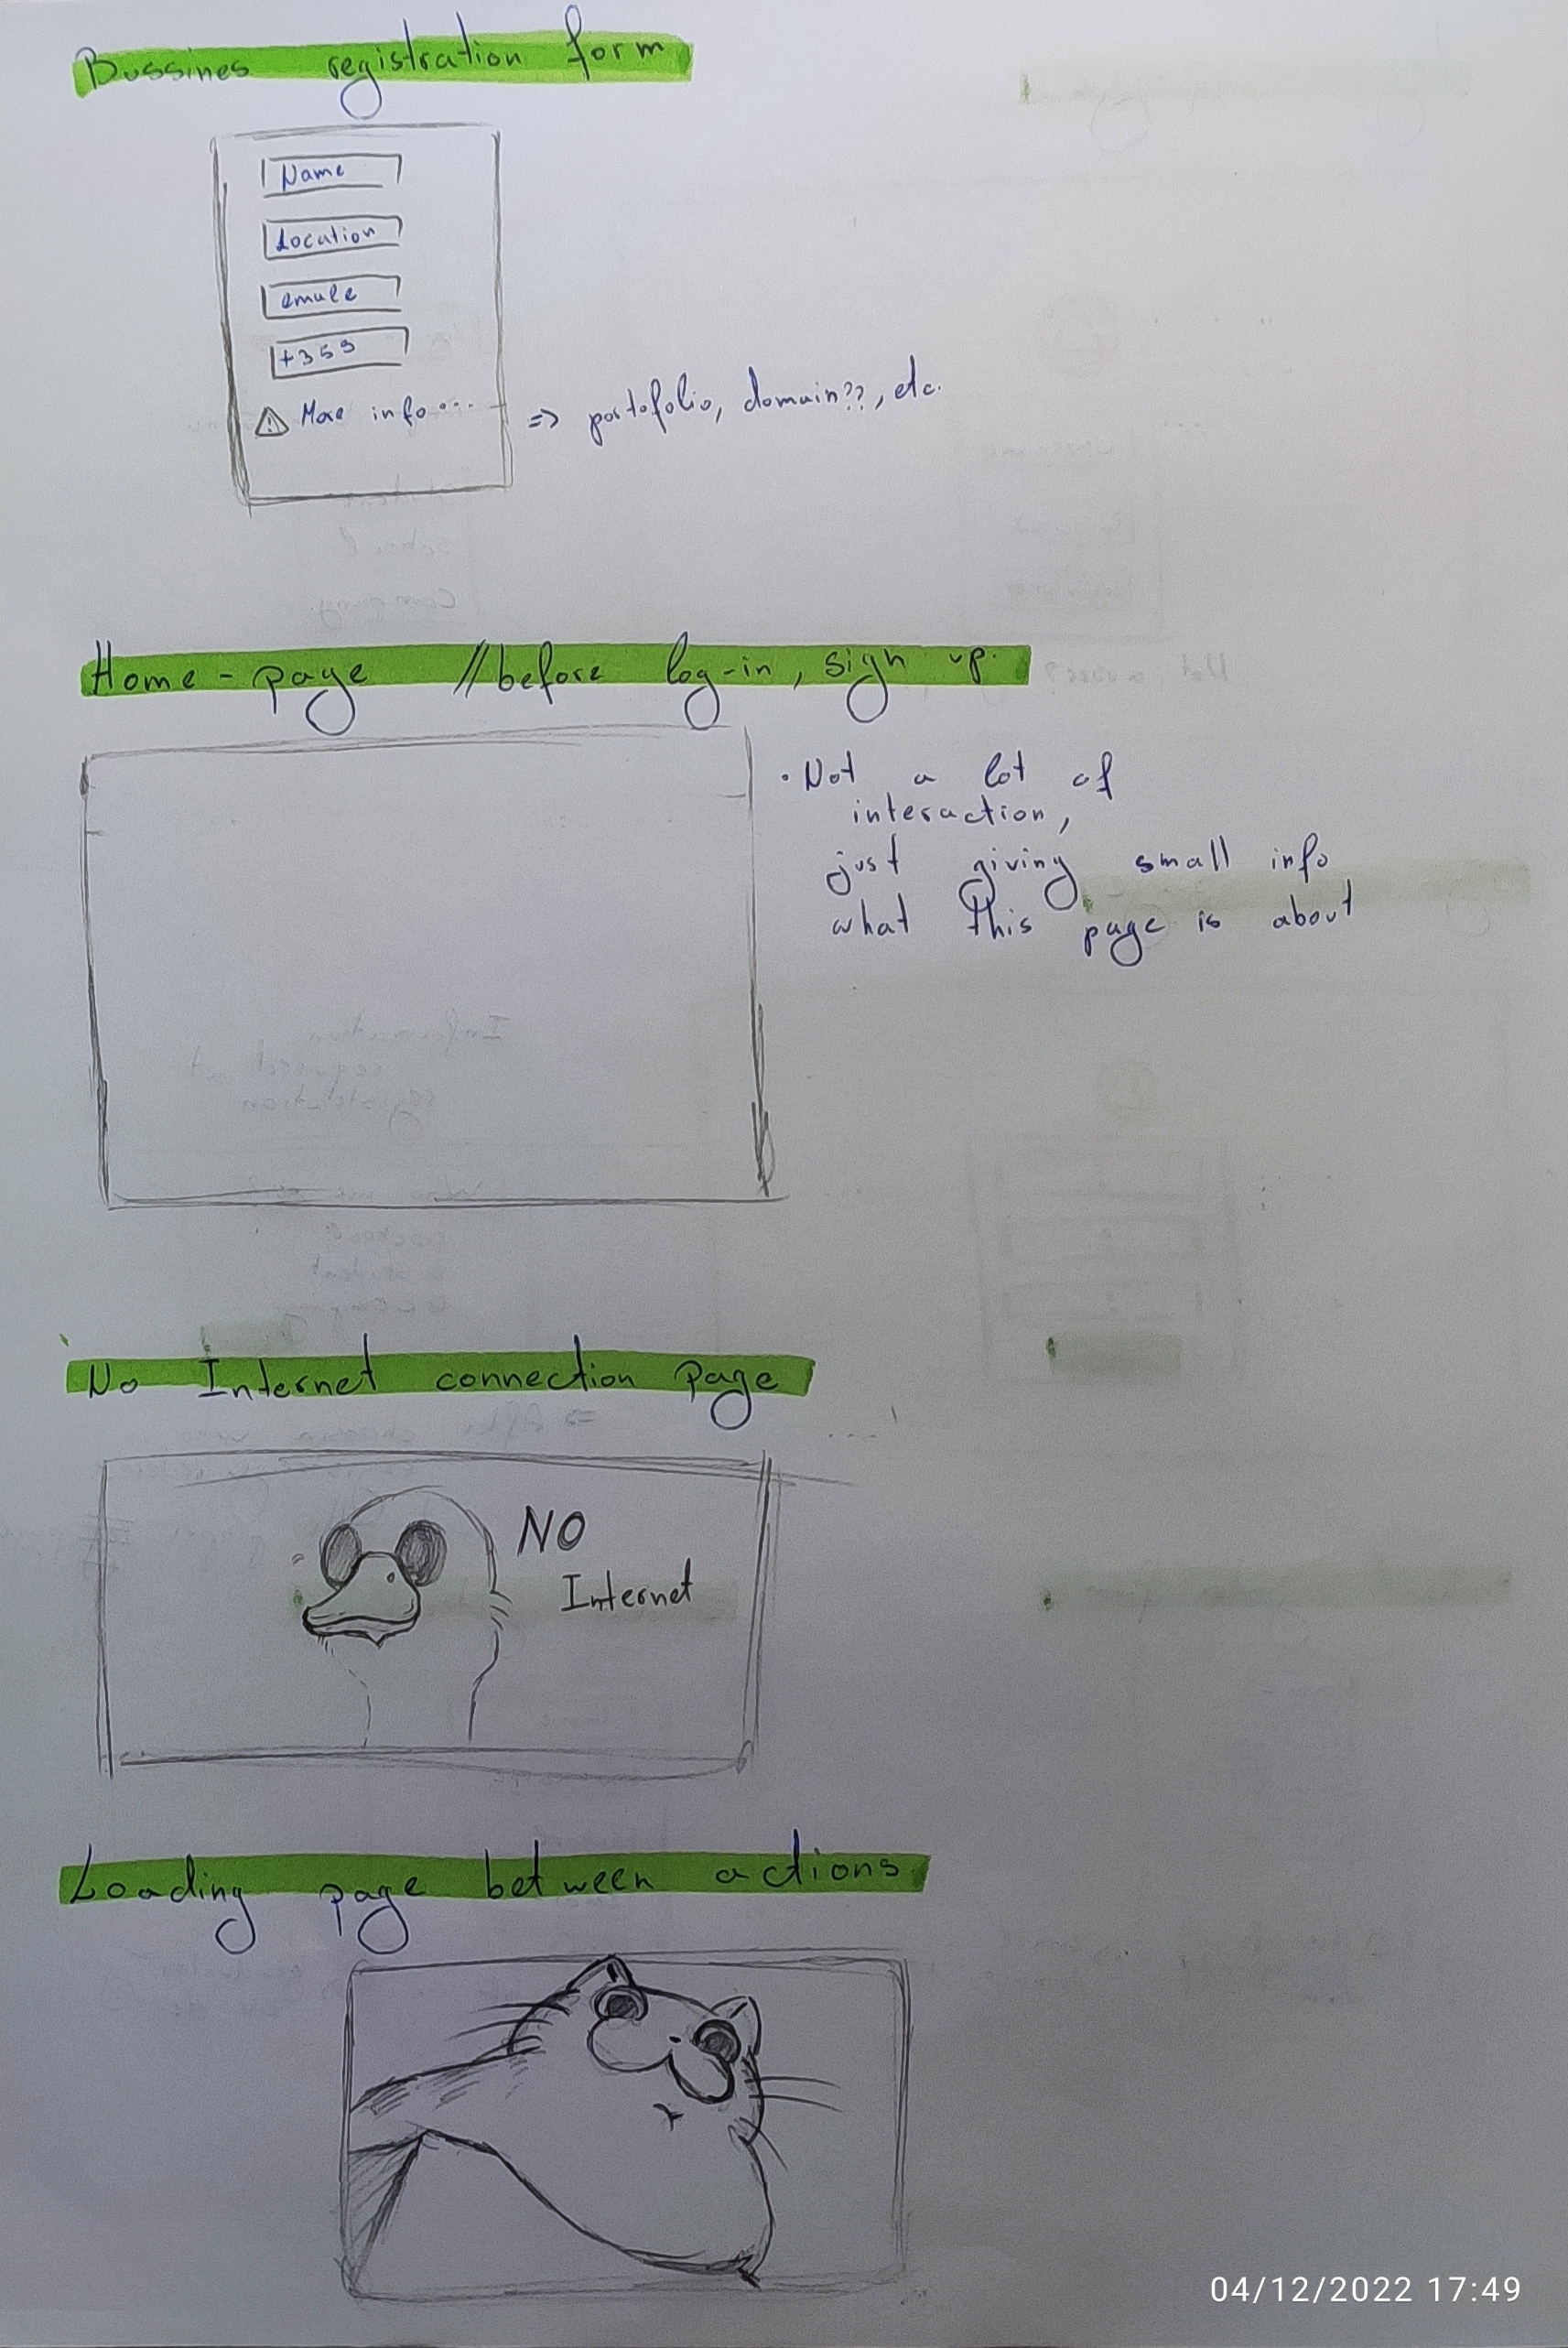 Bussines registration form
Name
Location
emale
+359
⚠ More info... => portofolio, domain??, etc.
Home-page //before log-in, sign up.
• Not a lot of
interaction,
just giving small info
what this page is about
No Internet connection page
NO
Internet
Loading page between actions
04/12/2022 17:49